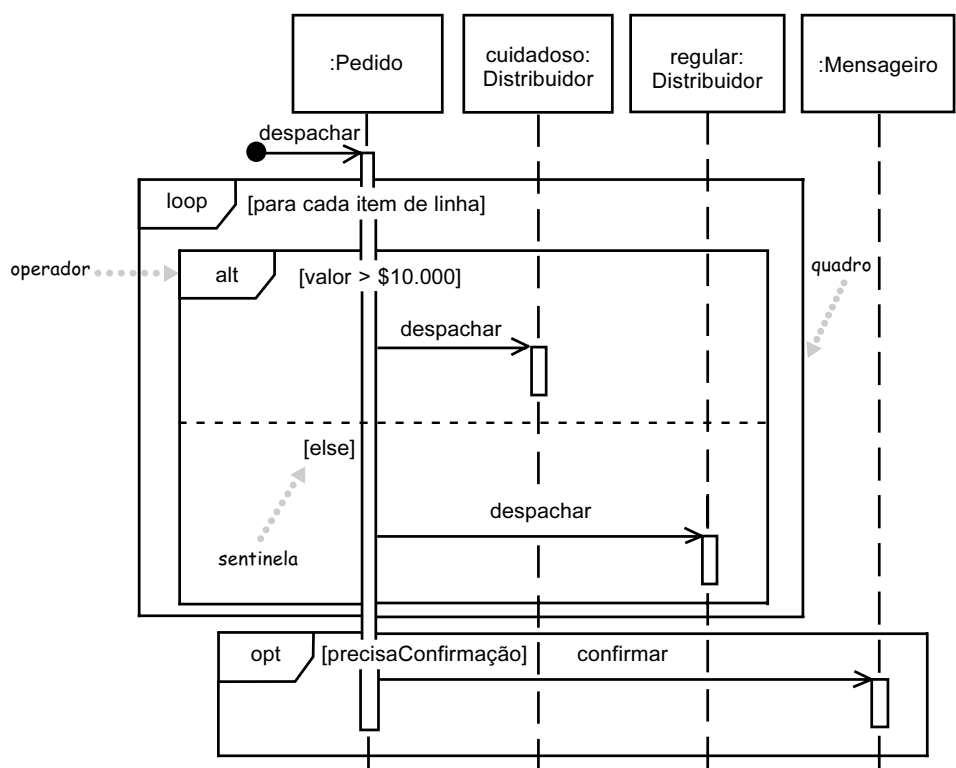 :Pedido
cuidadoso:
Distribuidor
regular:
Distribuidor
:Mensageiro
despachar
loop
[para cada item de linha]
operador
alt
[valor > $10.000]
quadro
despachar
[else]
despachar
sentinela
opt
[precisaConfirmação]
confirmar